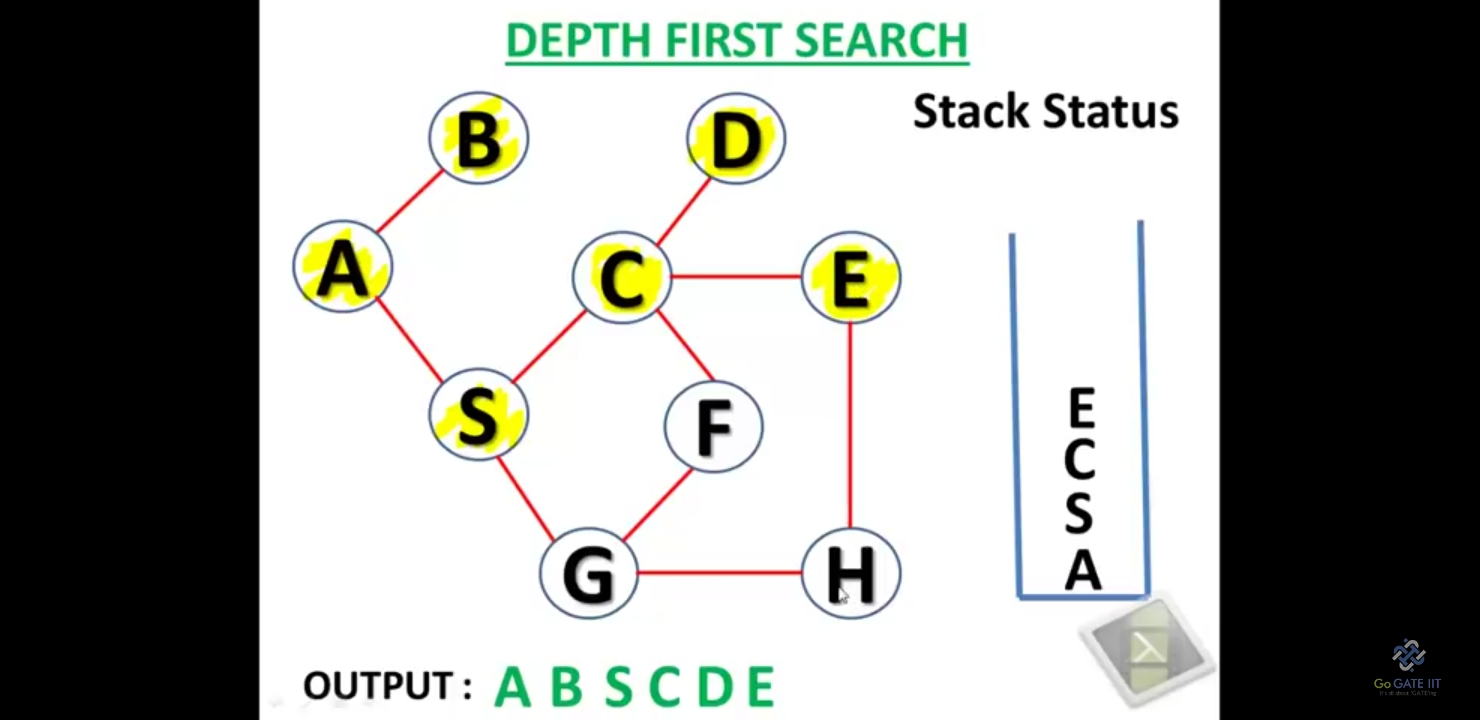 DEPTH FIRST SEARCH
Stack Status
B
D
A
C
E
S
F
G
H
E
C
S
A
OUTPUT : A B S C D E
Go GATE IIT